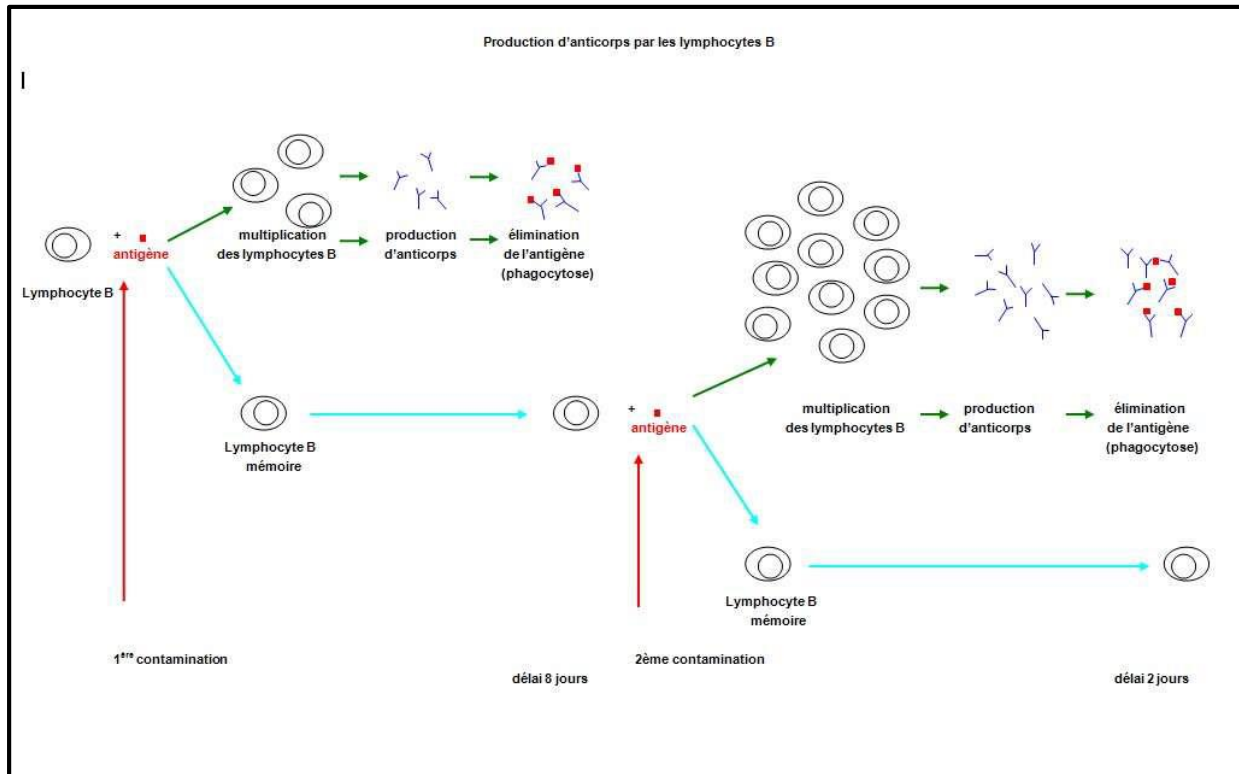 Production d'anticorps par les lymphocytes B
+
antigène
Lymphocyte B
multiplication
des lymphocytes B
production
d'anticorps
élimination
de l'antigène
(phagocytose)
Lymphocyte B
mémoire
+
antigène
multiplication
des lymphocytes B
production
d'anticorps
élimination
de l'antigène
(phagocytose)
Lymphocyte B
mémoire
1ère contamination
délai 8 jours
2ème contamination
délai 2 jours